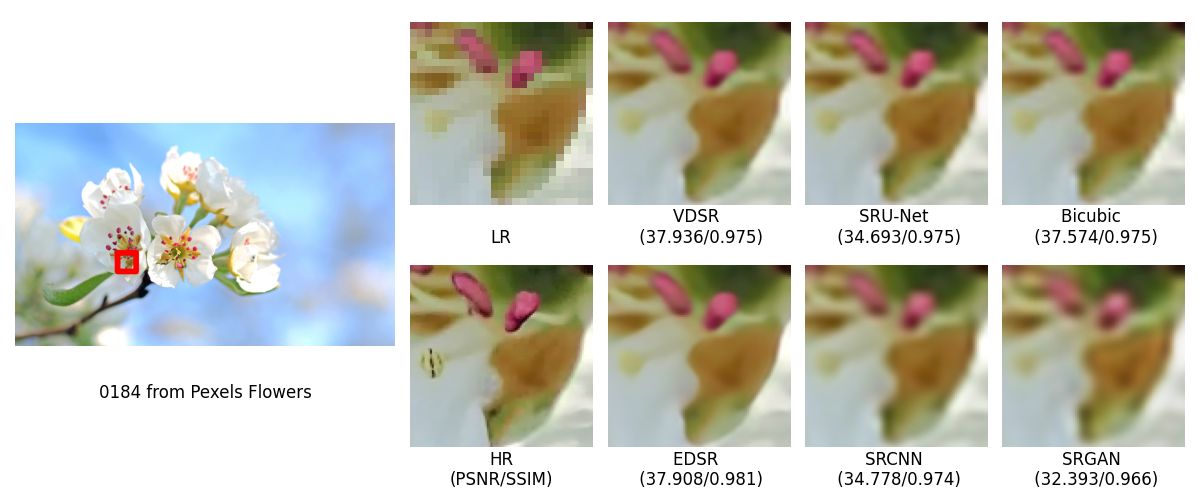 LR
VDSR
(37.936/0.975)
SRU-Net
(34.693/0.975)
Bicubic
(37.574/0.975)
0184 from Pexels Flowers
HR
(PSNR/SSIM)
EDSR
(37.908/0.981)
SRCNN
(34.778/0.974)
SRGAN
(32.393/0.966)